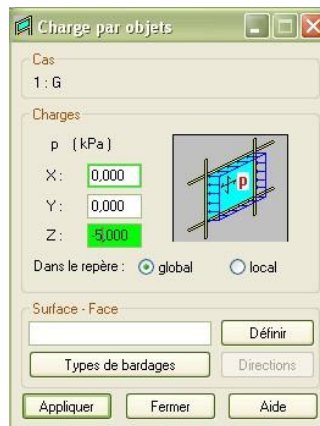 Charge par objets
Cas
1 : G
Charges
p (kPa)
X : 0,000
Y : 0,000
Z : -5,000
p
Dans le repère : global local
Surface - Face
Définir
Types de bardages Directions
Appliquer Fermer Aide